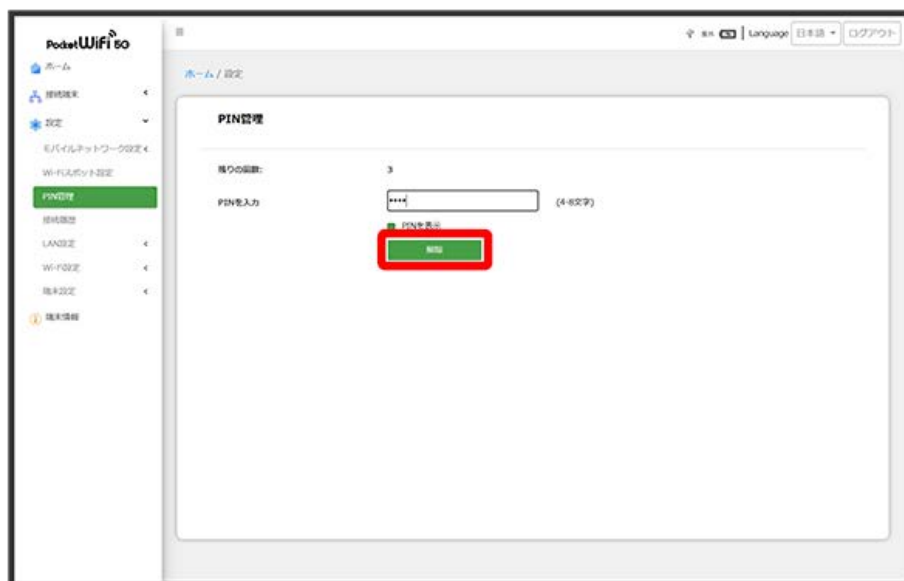 PocketWiFi 5G
圏外 Language 日本語 ログアウト
ホーム
接続端末
設定
モバイルネットワーク設定
Wi-Fiスポット設定
PIN管理
接続履歴
LAN設定
Wi-Fi設定
端末設定
端末情報
ホーム / 設定
PIN管理
残りの回数: 3
PINを入力 •••• (4-8文字)
PINを表示
解除